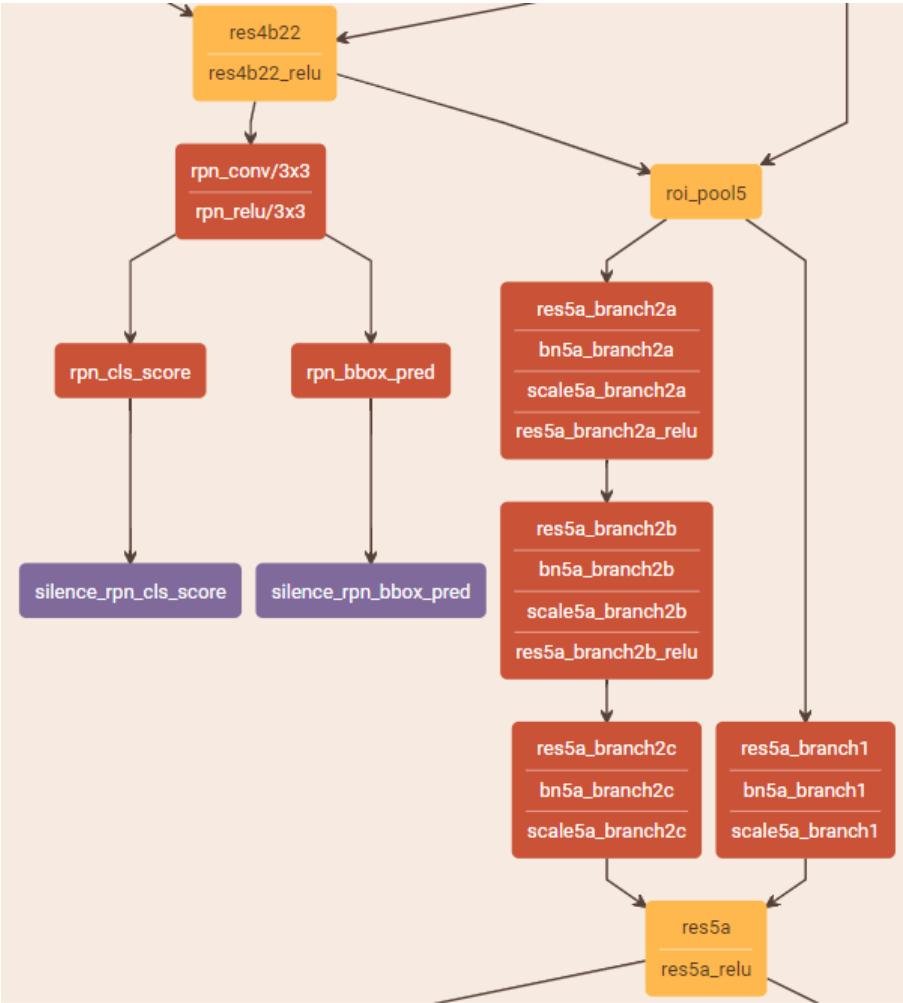 res4b22
res4b22_relu
rpn_conv/3x3
rpn_relu/3x3
roi_pool5
rpn_cls_score
rpn_bbox_pred
silence_rpn_cls_score
silence_rpn_bbox_pred
res5a_branch2a
bn5a_branch2a
scale5a_branch2a
res5a_branch2a_relu
res5a_branch2b
bn5a_branch2b
scale5a_branch2b
res5a_branch2b_relu
res5a_branch2c
bn5a_branch2c
scale5a_branch2c
res5a_branch1
bn5a_branch1
scale5a_branch1
res5a
res5a_relu